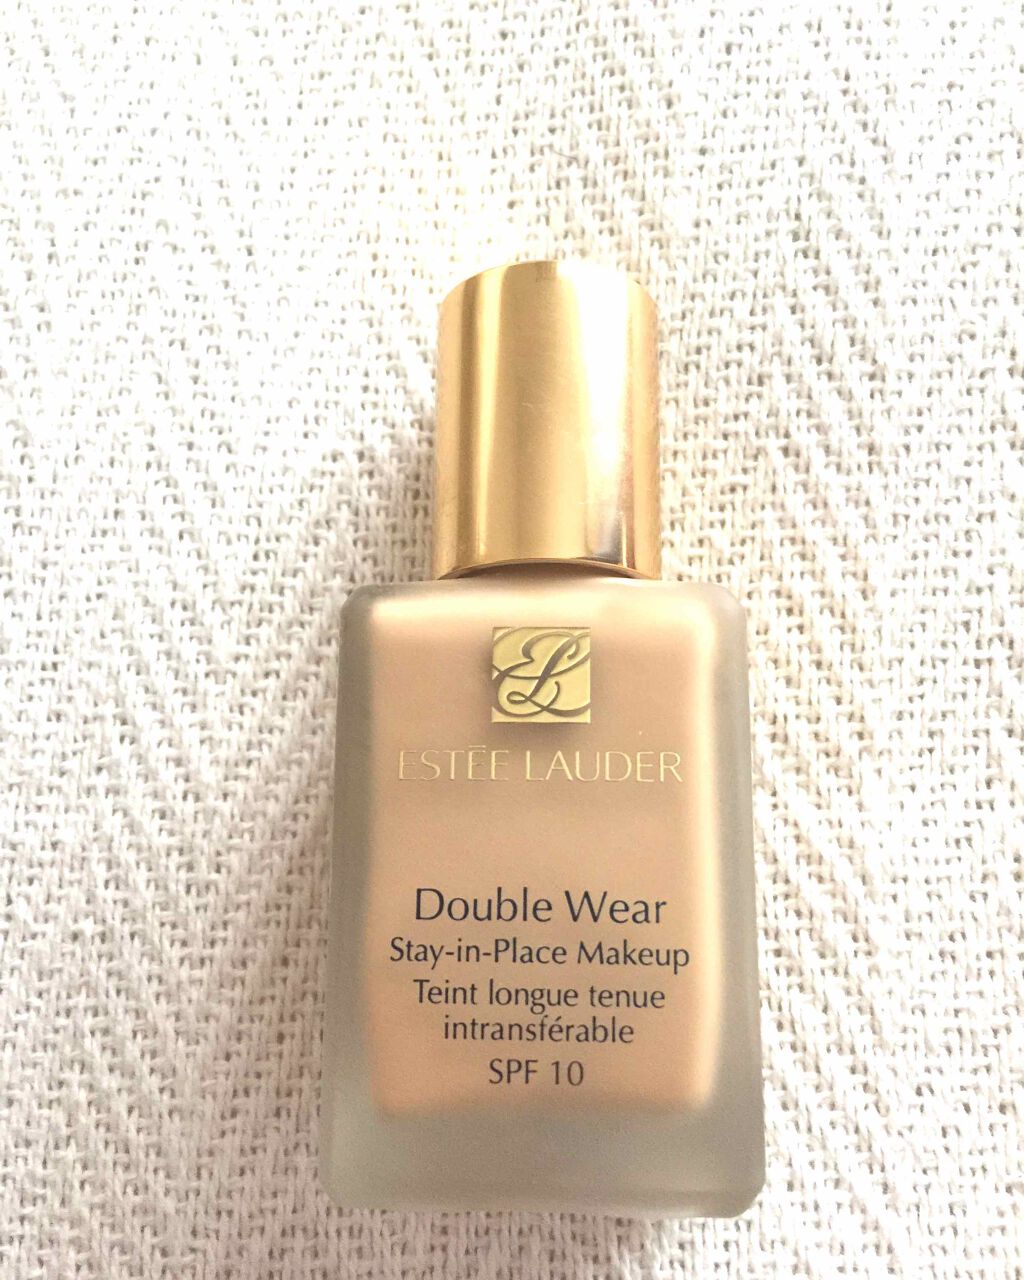 EL
ESTĒE LAUDER
Double Wear
Stay-in-Place Makeup
Teint longue tenue
intransférable
SPF 10